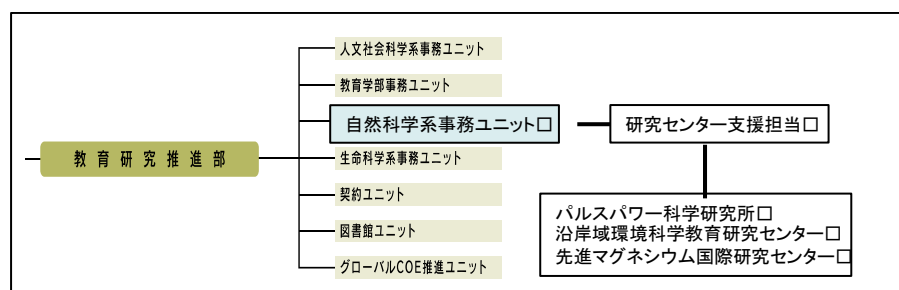 人文社会科学系事務ユニット
教育学部事務ユニット
自然科学系事務ユニット□
研究センター支援担当□
教育研究推進部
生命科学系事務ユニット
契約ユニット
図書館ユニット
グローバルCOE推進ユニット
パルスパワー科学研究所□
沿岸域環境科学教育研究センター□
先進マグネシウム国際研究センター□